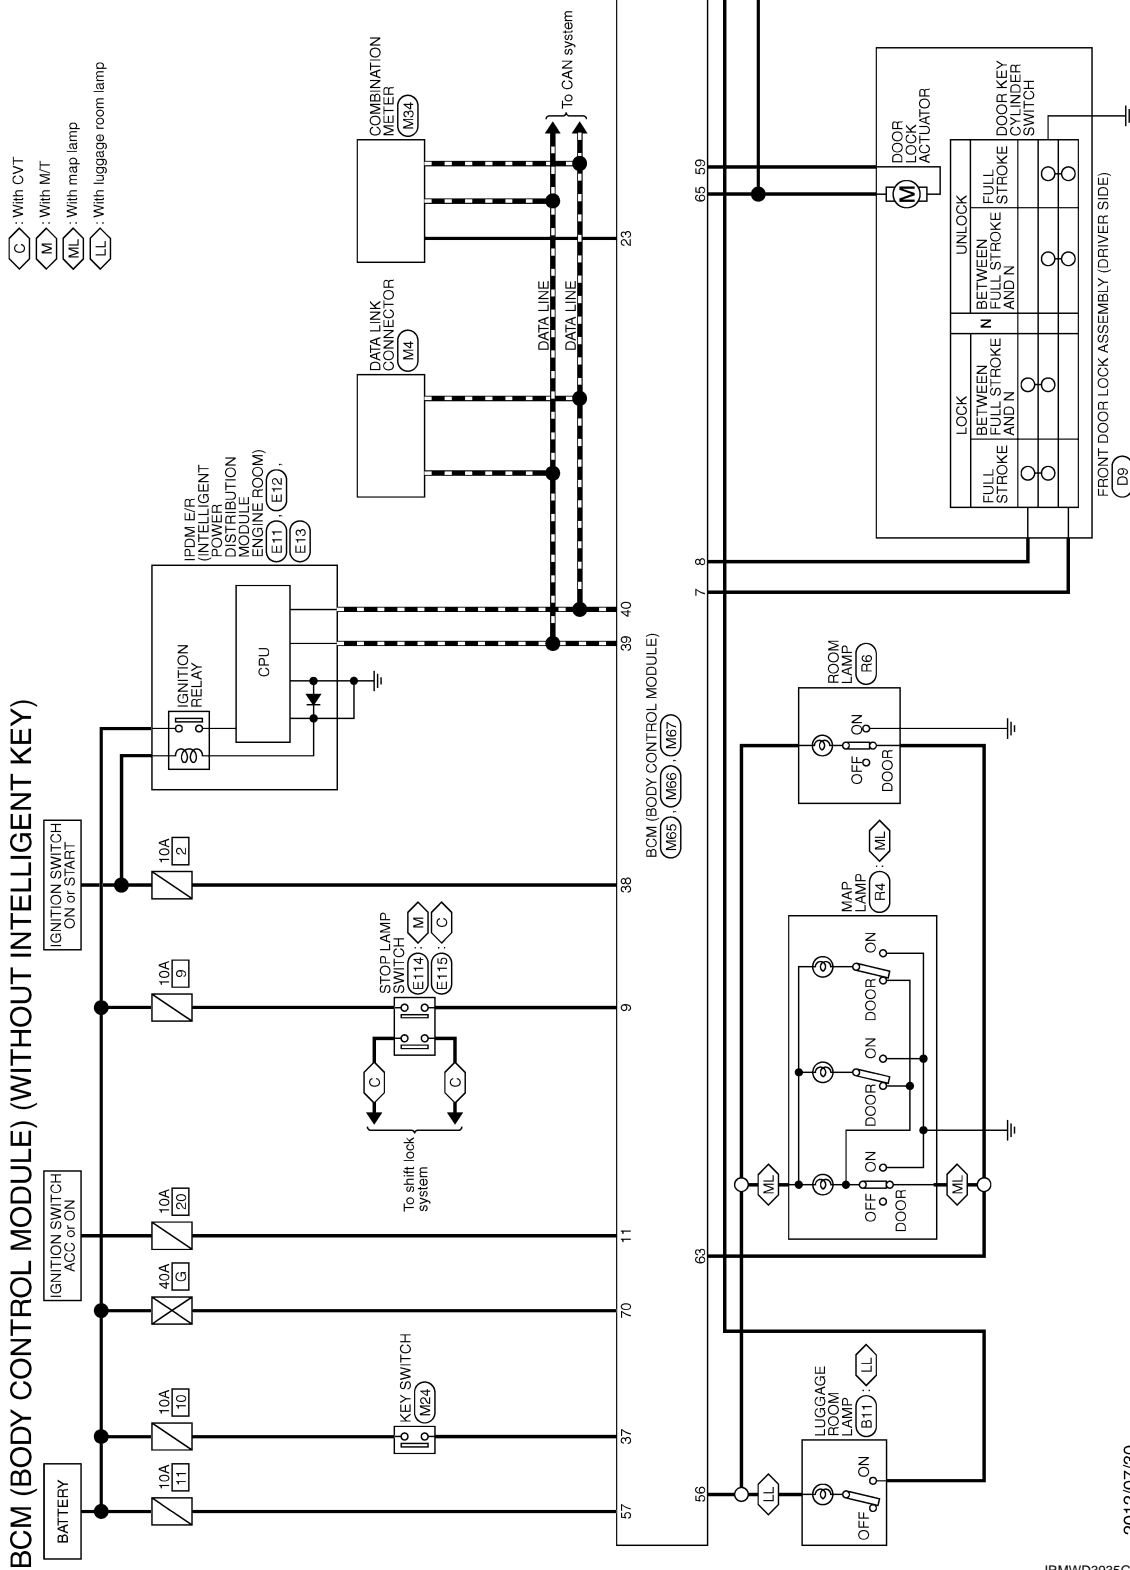 BCM (BODY CONTROL MODULE) (WITHOUT INTELLIGENT KEY)
C : With CVT
M : With M/T
ML : With map lamp
LL : With luggage room lamp
BATTERY
IGNITION SWITCH
ACC or ON
IGNITION SWITCH
ON or START
10A
11
10A
10
40A
G
10A
20
10A
9
10A
2
IGNITION
RELAY
CPU
IPDM E/R
(INTELLIGENT
POWER
DISTRIBUTION
MODULE
ENGINE ROOM)
E11 , E12 ,
E13
KEY SWITCH
M24
To shift lock
system
C
C
STOP LAMP
SWITCH
E114 : M
E115 : C
DATA LINK
CONNECTOR
M4
COMBINATION
METER
M34
DATA LINE
DATA LINE
To CAN system
57
37
70
11
9
38
39
40
23
BCM (BODY CONTROL MODULE)
M65 , M66 , M67
56
63
7
8
65
59
LL
LUGGAGE
ROOM
LAMP
B11 : LL
OFF
ON
ML
ML
MAP
LAMP
R4 : ML
OFF
ON
DOOR
DOOR
ON
DOOR
ON
ROOM
LAMP
R6
OFF
ON
DOOR
M
DOOR
LOCK
ACTUATOR
LOCK
N
UNLOCK
FULL
STROKE
BETWEEN
FULL STROKE
AND N
BETWEEN
FULL STROKE
AND N
FULL
STROKE
DOOR KEY
CYLINDER
SWITCH
FRONT DOOR LOCK ASSEMBLY (DRIVER SIDE)
D9